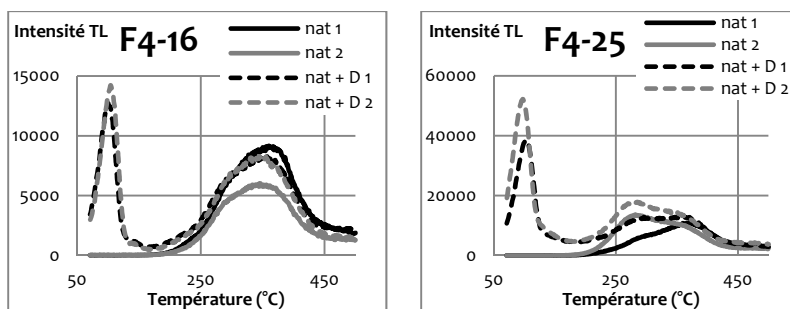 Intensité TL
F4-16
nat 1
nat 2
nat + D 1
nat + D 2
15000
10000
5000
0
50
250
450
Température (°C)
Intensité TL
F4-25
nat 1
nat 2
nat + D 1
nat + D 2
60000
40000
20000
0
50
250
450
Température (°C)